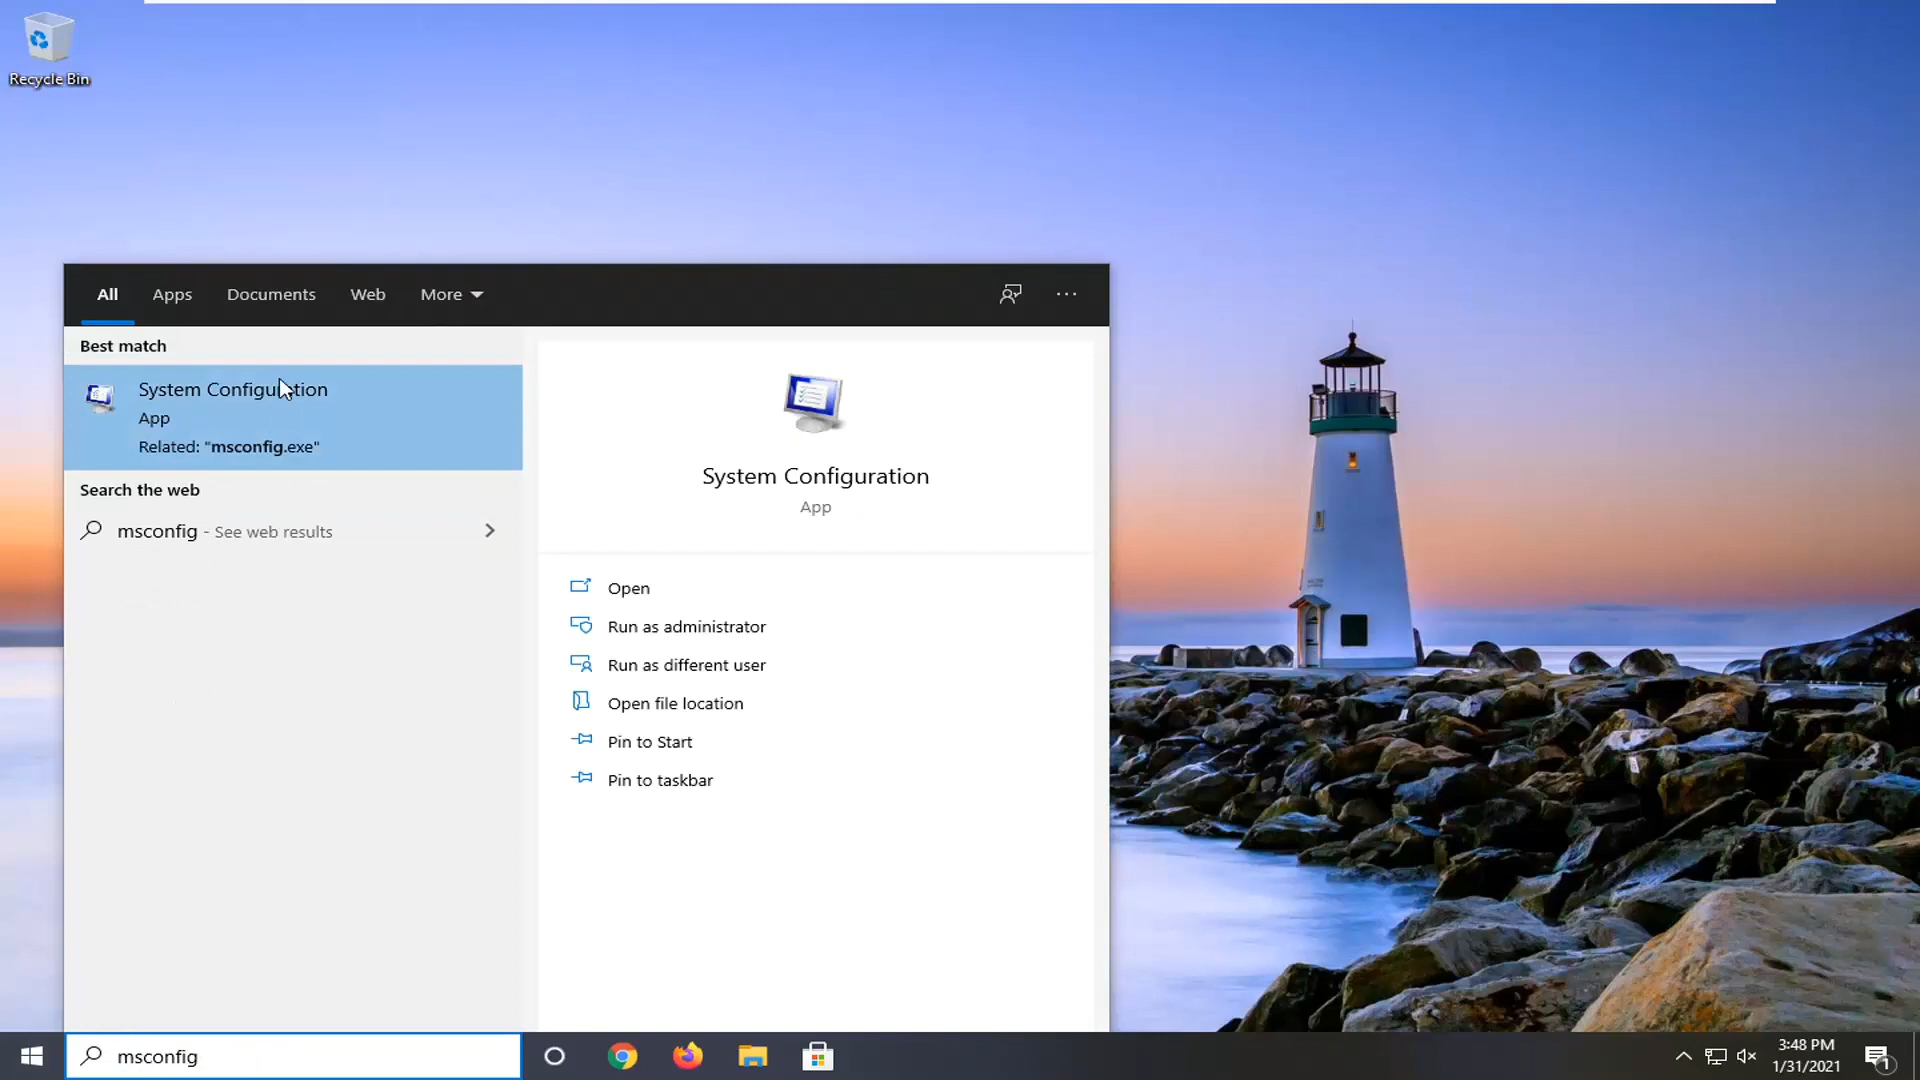 Recycle Bin
All Apps Documents Web More
Best match
System Configuration
App
Related: "msconfig.exe"
Search the web
msconfig - See web results
System Configuration
App
Open
Run as administrator
Run as different user
Open file location
Pin to Start
Pin to taskbar
msconfig
3:48 PM
1/31/2021
1